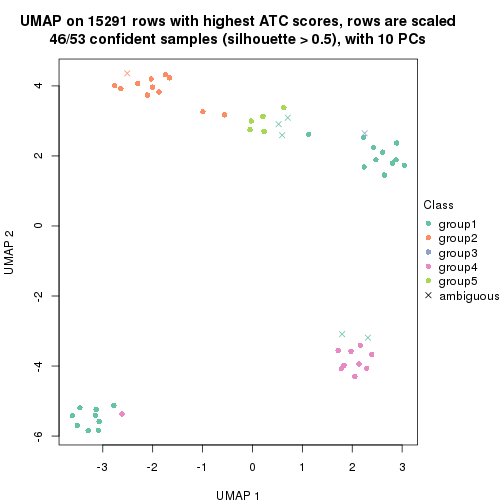 UMAP on 15291 rows with highest ATC scores, rows are scaled
46/53 confident samples (silhouette > 0.5), with 10 PCs
4
2
0
-2
-4
-6
UMAP 2
-3
-2
-1
0
1
2
3
UMAP 1
Class
group1
group2
group3
group4
group5
ambiguous